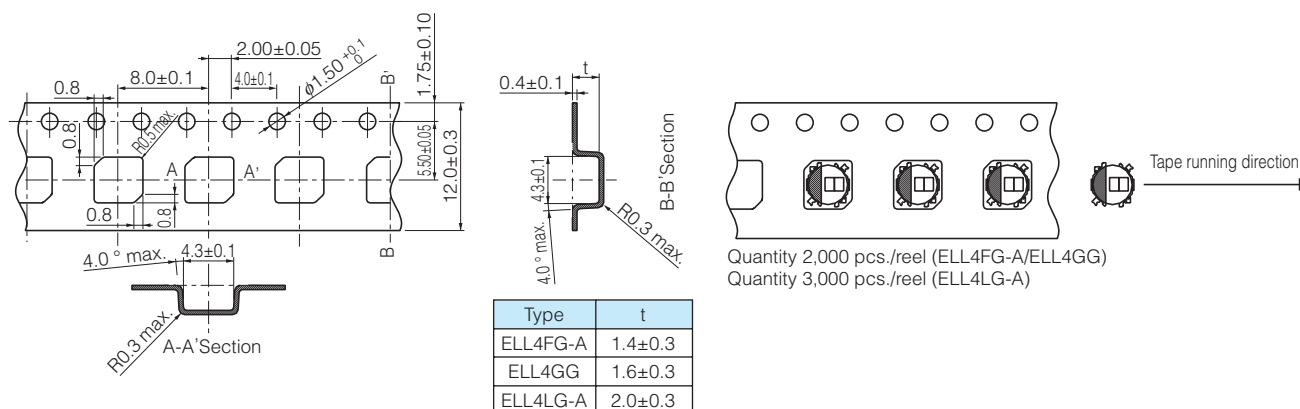 2.00±0.05
8.0±0.1
4.0±0.1
ϕ1.50 +0.1 0
1.75±0.10
B'
0.8
0.8
R0.5 max.
A A'
5.50±0.05
12.0±0.3
0.8
0.8
B
4.0 ° max.
4.3±0.1
R0.3 max.
A-A'Section
t
0.4±0.1
4.3±0.1
B-B'Section
R0.3 max.
4.0 ° max.
Type t
ELL4FG-A 1.4±0.3
ELL4GG 1.6±0.3
ELL4LG-A 2.0±0.3
Tape running direction
Quantity 2,000 pcs./reel (ELL4FG-A/ELL4GG)
Quantity 3,000 pcs./reel (ELL4LG-A)